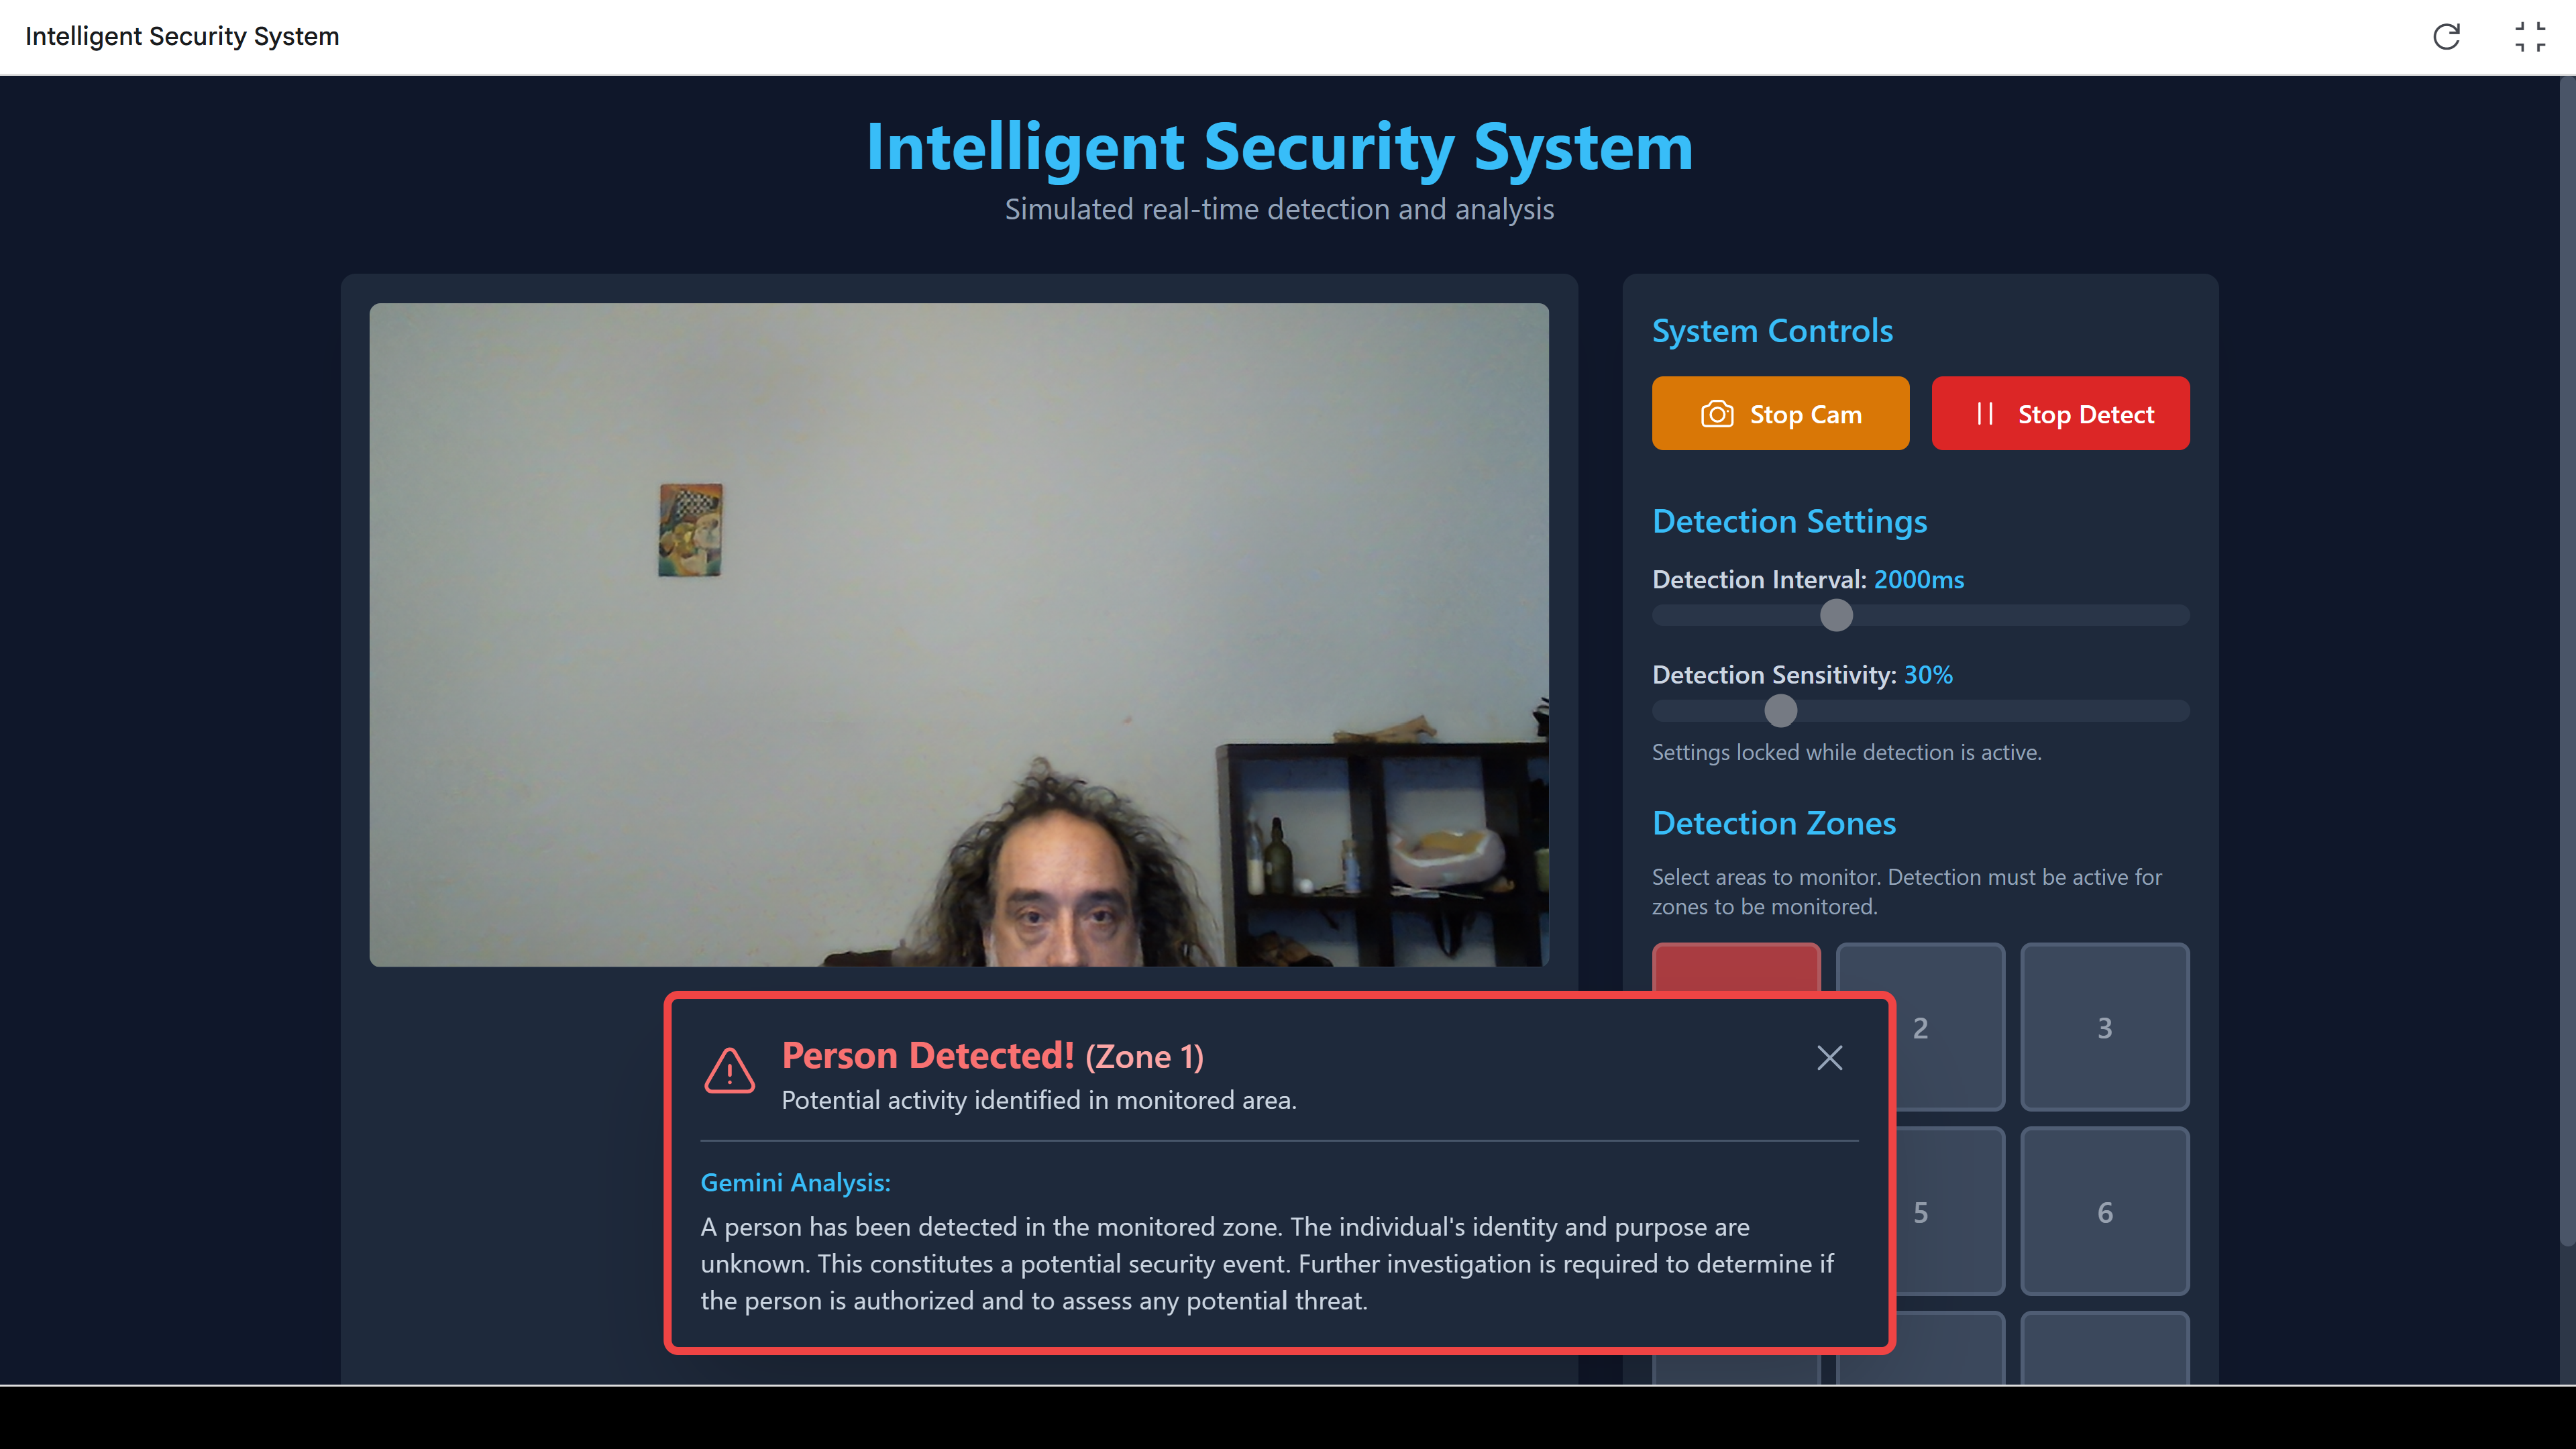 Intelligent Security System
Intelligent Security System
Simulated real-time detection and analysis
System Controls
Stop Cam
Stop Detect
Detection Settings
Detection Interval: 2000ms
Detection Sensitivity: 30%
Settings locked while detection is active.
Detection Zones
Select areas to monitor. Detection must be active for
zones to be monitored.
2
3
5
6
Person Detected! (Zone 1)
Potential activity identified in monitored area.
Gemini Analysis:
A person has been detected in the monitored zone. The individual's identity and purpose are
unknown. This constitutes a potential security event. Further investigation is required to determine if
the person is authorized and to assess any potential threat.